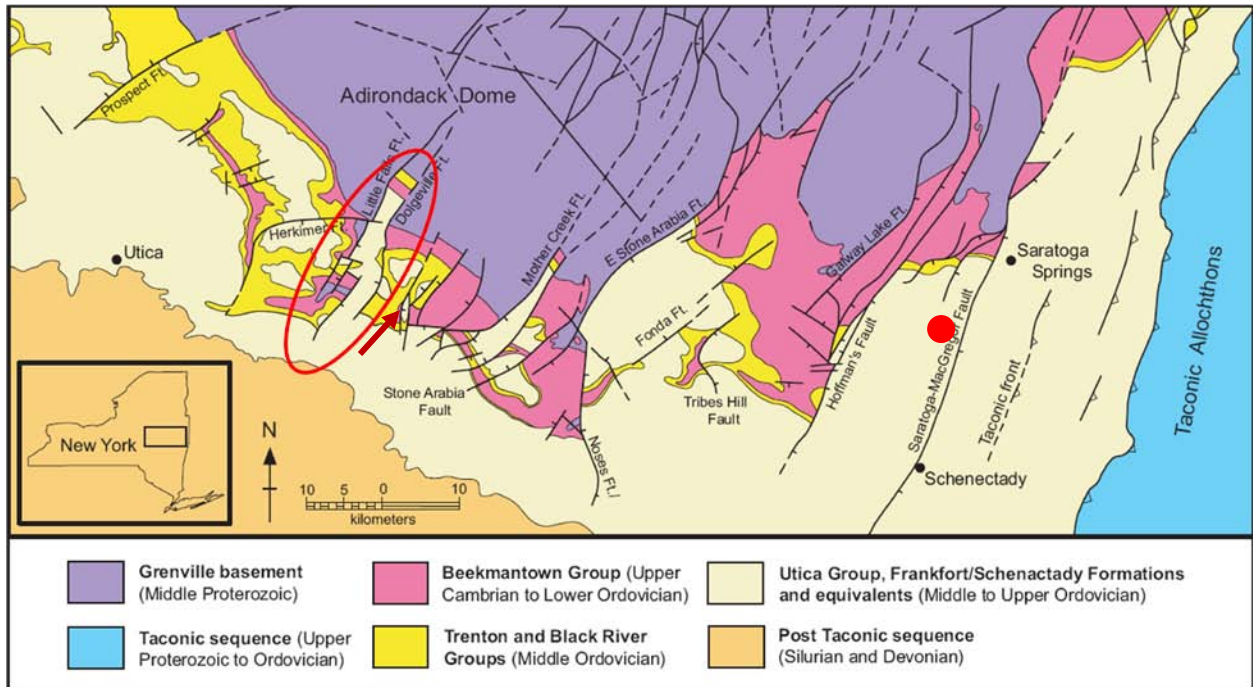 Prospect Ft.
Adirondack Dome
Little Falls Ft.
Dolgeville Ft.
Herkimer Ft.
Utica
Mother Creek Ft.
E Stone Arabia Ft.
Galway Lake Ft.
Saratoga
Springs
Fonda Ft.
Hoffman's Fault
Saratoga-MacGregor Fault
Taconic front
Taconic Allochthons
Stone Arabia
Fault
Tribes Hill
Fault
Noses Ft./
Schenectady
New York
N
10 5 0 10
kilometers
Grenville basement
(Middle Proterozoic)
Beekmantown Group (Upper
Cambrian to Lower Ordovician)
Utica Group, Frankfort/Schenactady Formations
and equivalents (Middle to Upper Ordovician)
Taconic sequence (Upper
Proterozoic to Ordovician)
Trenton and Black River
Groups (Middle Ordovician)
Post Taconic sequence
(Silurian and Devonian)